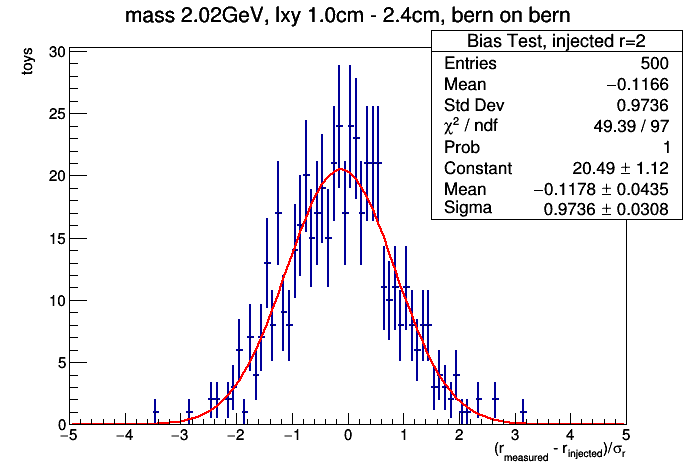 mass 2.02GeV, lxy 1.0cm - 2.4cm, bern on bern
Bias Test, injected r=2
Entries 500
Mean −0.1166
Std Dev 0.9736
χ² / ndf 49.39 / 97
Prob 1
Constant 20.49 ± 1.12
Mean −0.1178 ± 0.0435
Sigma 0.9736 ± 0.0308
toys
30
25
20
15
10
5
0
−5 −4 −3 −2 −1 0 1 2 3 4 5
(r_measured - r_injected)/σ_r